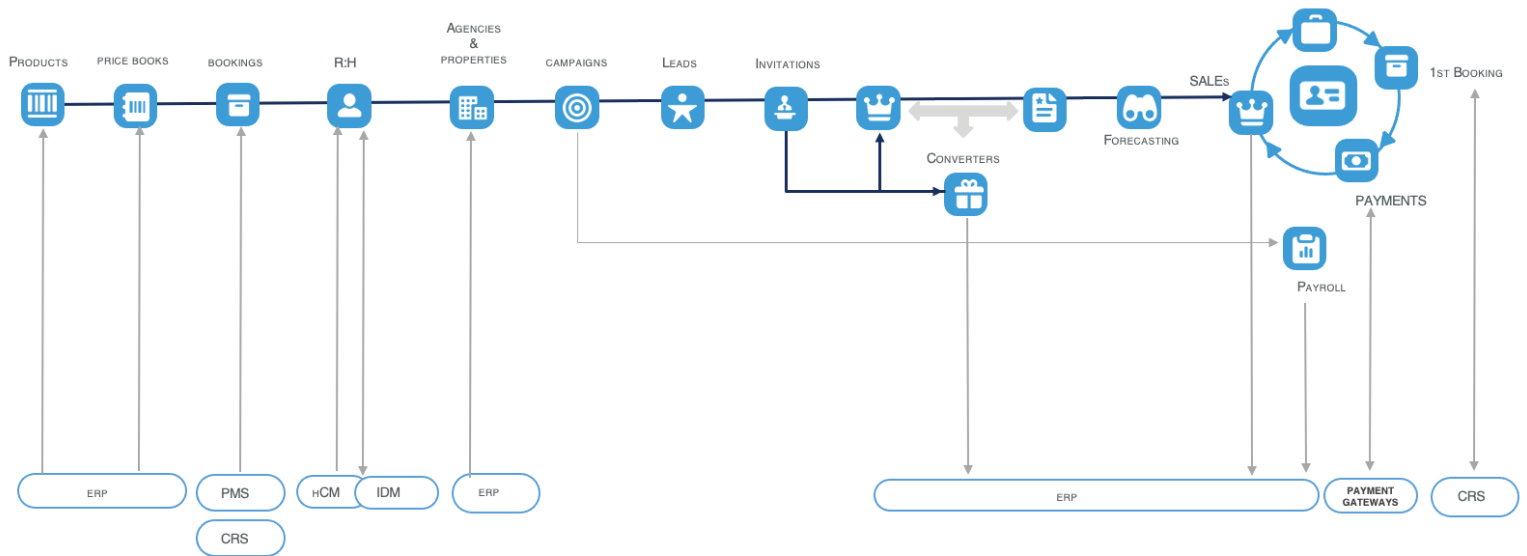 AGENCIES
&
PROPERTIES
PRODUCTS
PRICE BOOKS
BOOKINGS
R:H
CAMPAIGNS
LEADS
INVITATIONS
SALEs
1ST BOOKING
FORECASTING
CONVERTERS
PAYMENTS
PAYROLL
ERP
PMS
HCM
IDM
ERP
ERP
PAYMENT
GATEWAYS
CRS
CRS